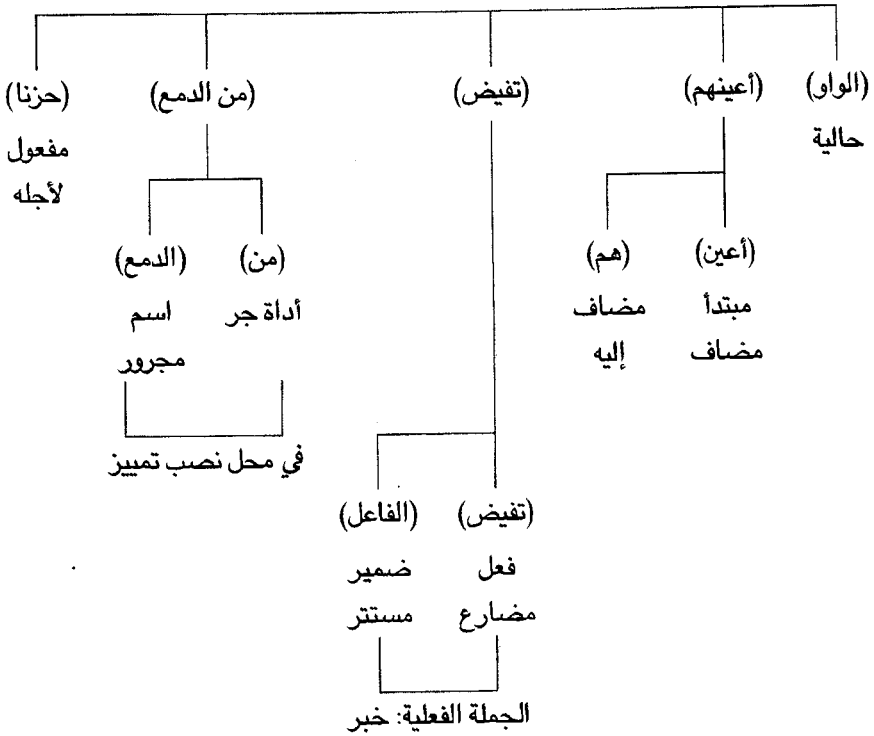 (الواو) (أعينهم) (تفيض) (من الدمع) (حزنا)
حالية
مفعول
لأجله
(أعين) (هم)
مبتدأ مضاف
مضاف إليه
(من) (الدمع)
أداة جر اسم
مجرور
في محل نصب تمييز
(تفيض) (الفاعل)
فعل ضمير
مضارع مستتر
الجملة الفعلية: خبر